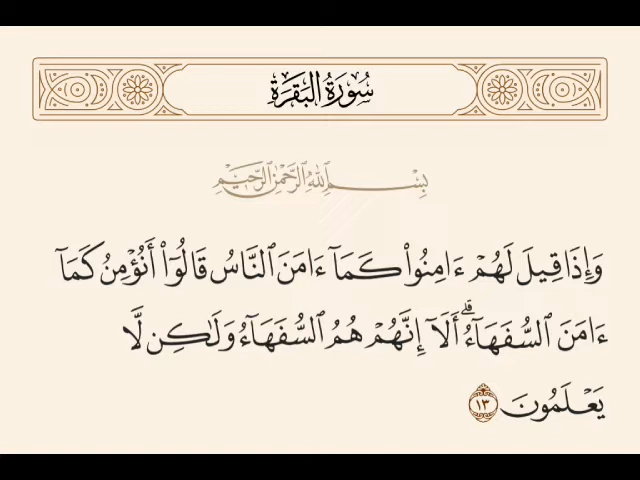 سُورَةُ البَقَرَةِ
بِسْمِ ٱللَّهِ ٱلرَّحْمَٰنِ ٱلرَّحِيمِ
وَإِذَا قِيلَ لَهُمْ ءَامِنُوا۟ كَمَآ ءَامَنَ ٱلنَّاسُ قَالُوٓا۟ أَنُؤْمِنُ كَمَآ
ءَامَنَ ٱلسُّفَهَآءُ ۗ أَلَآ إِنَّهُمْ هُمُ ٱلسُّفَهَآءُ وَلَٰكِن لَّا
يَعْلَمُونَ ١٣